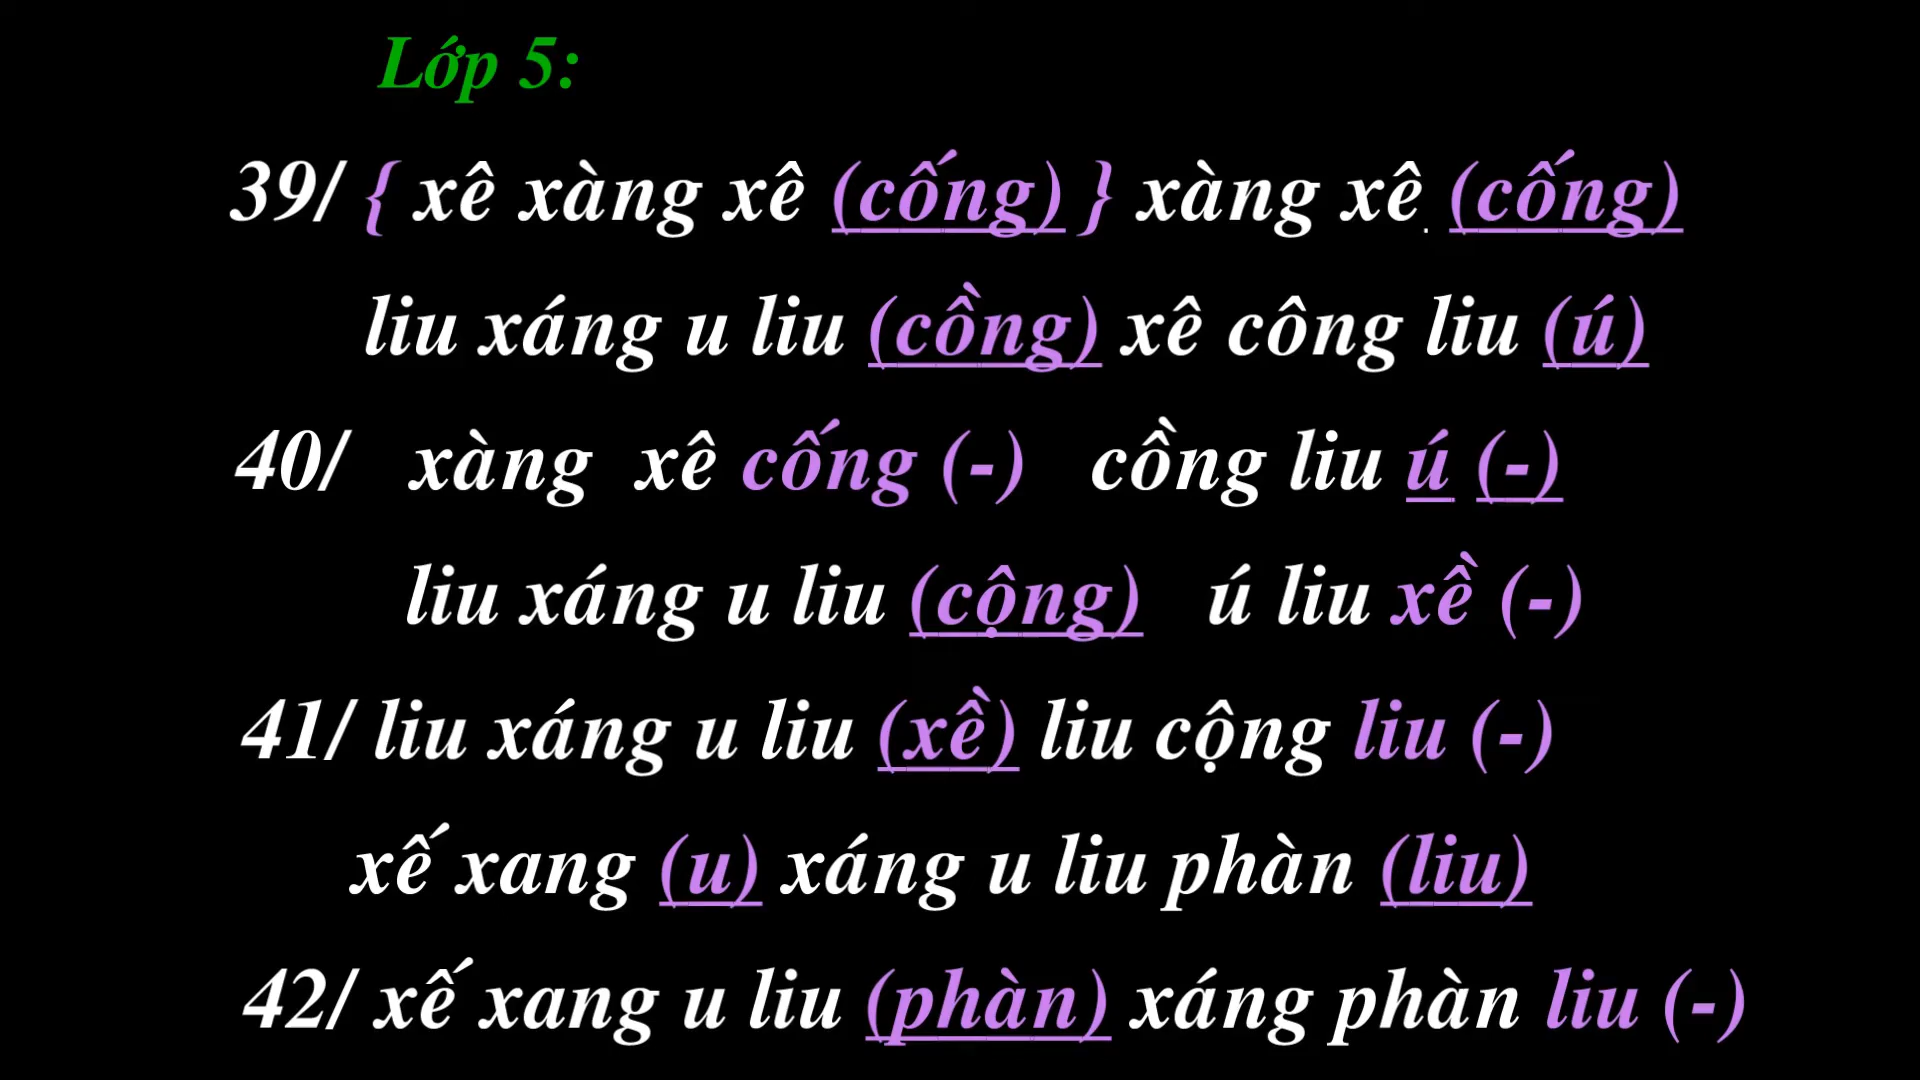 Lớp 5:
39/ { xê xàng xê (cống) } xàng xê. (cống)
liu xáng u liu (cồng) xê công liu (ú)
40/ xàng xê cống (-) cồng liu ú (-)
liu xáng u liu (cộng) ú liu xề (-)
41/ liu xáng u liu (xề) liu cộng liu (-)
xế xang (u) xáng u liu phàn (liu)
42/ xế xang u liu (phàn) xáng phàn liu (-)